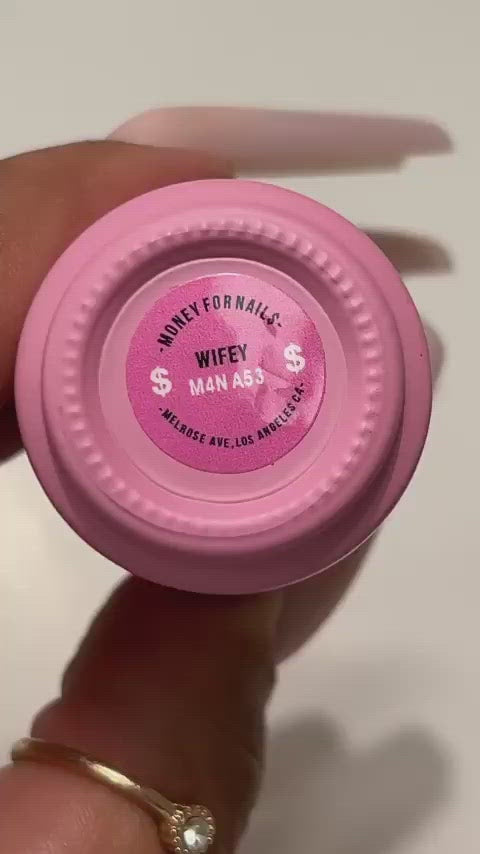 -MONEY FOR NAILS-
WIFEY
$ M4N A53 $
-MELROSE AVE, LOS ANGELES CA-